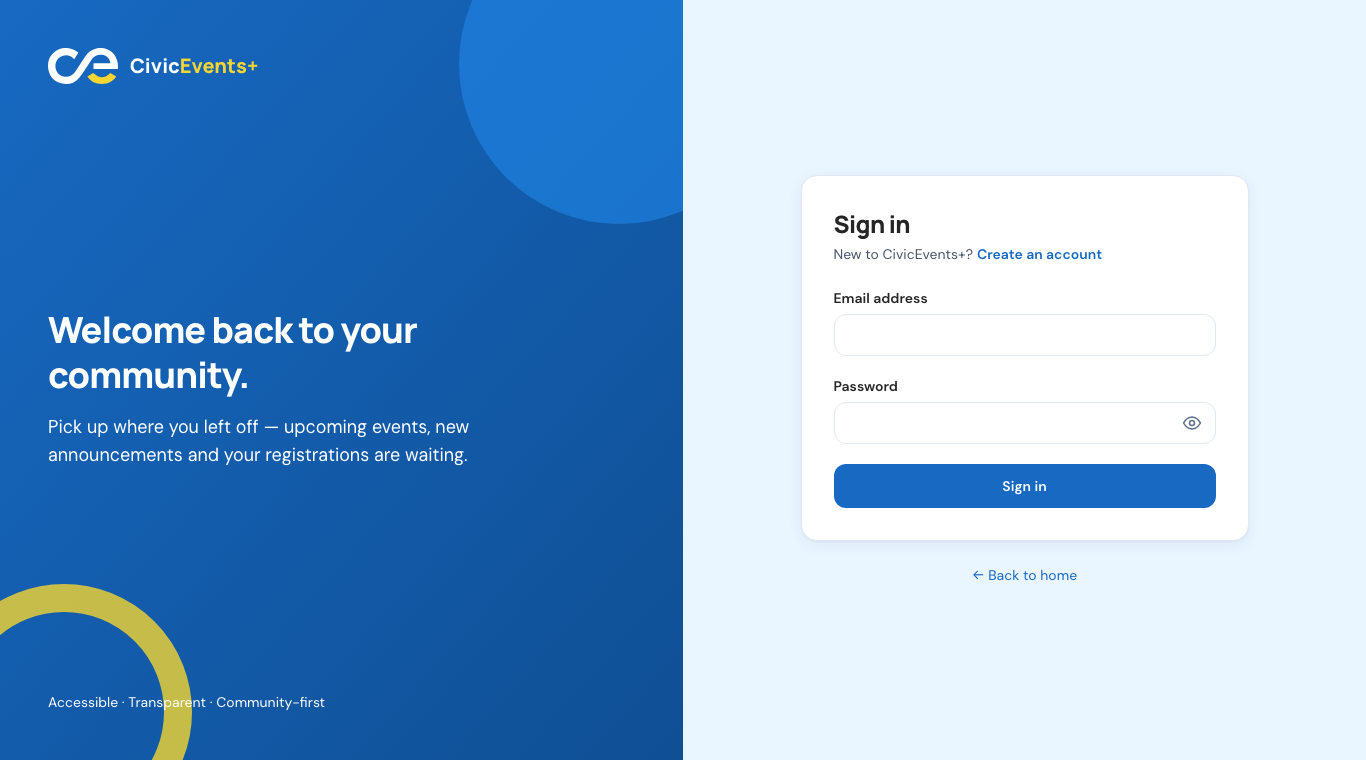 CivicEvents+
Welcome back to your
community.
Pick up where you left off — upcoming events, new
announcements and your registrations are waiting.
Accessible · Transparent · Community-first
Sign in
New to CivicEvents+? Create an account
Email address
Password
Sign in
← Back to home